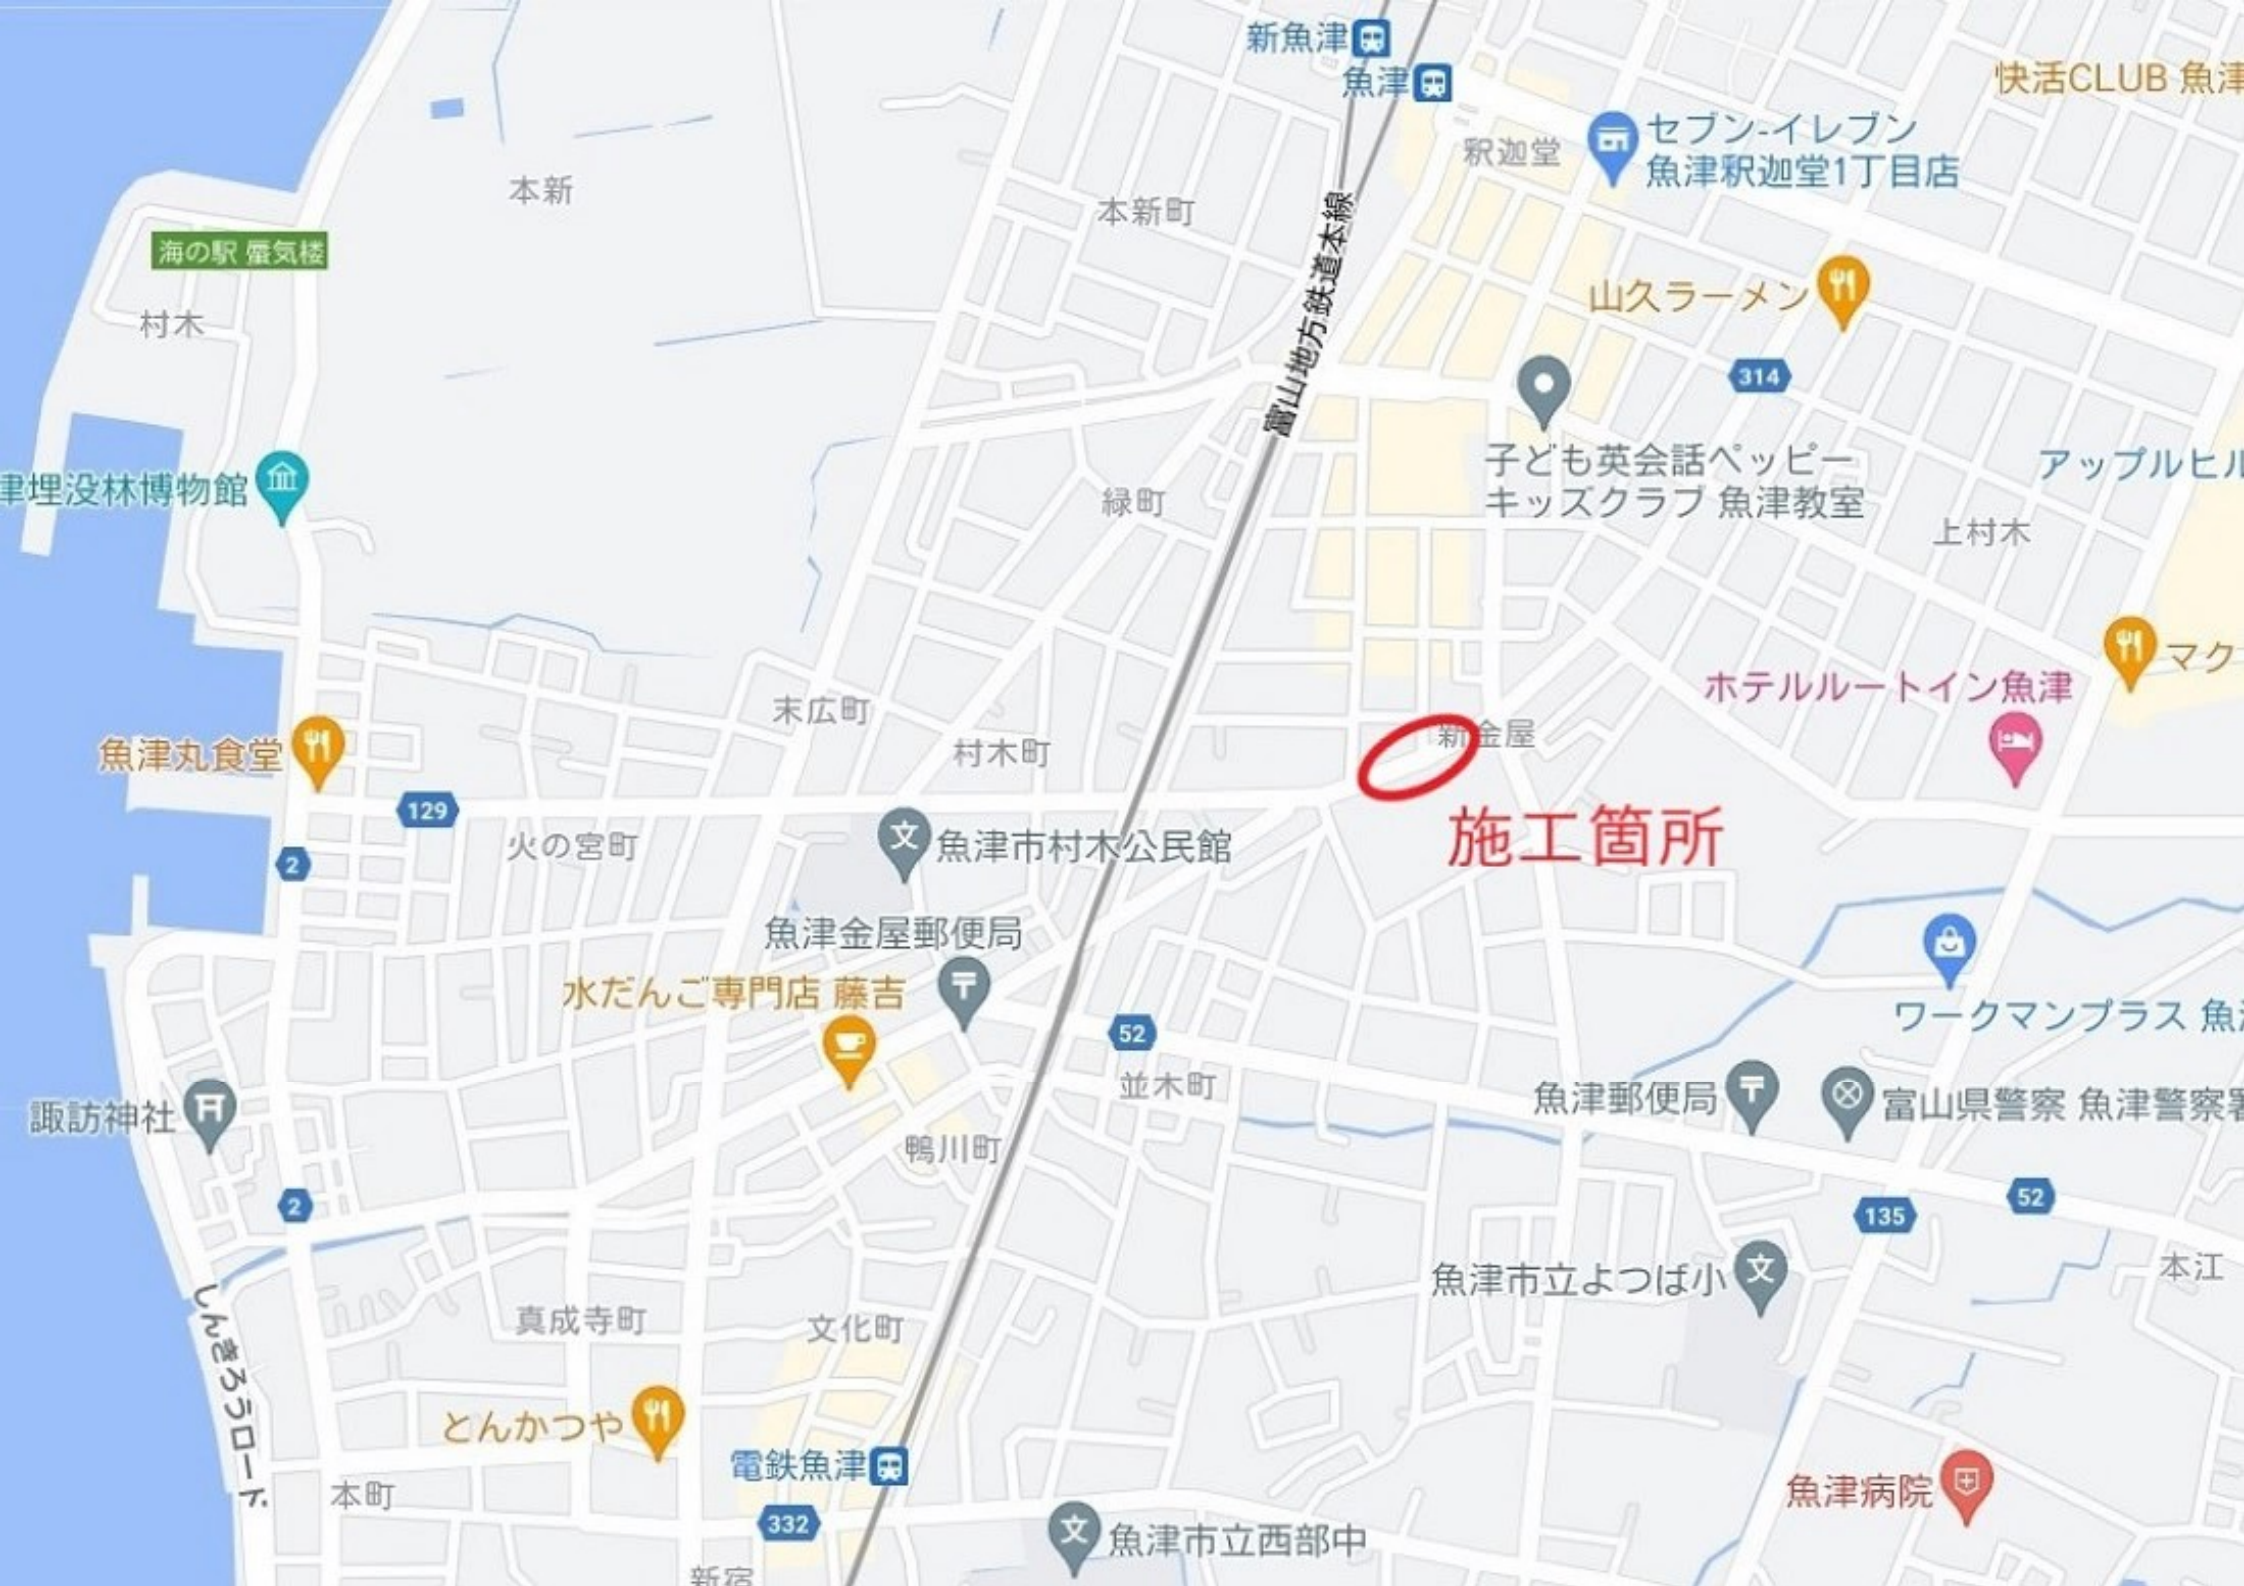 新魚津
魚津
快活CLUB 魚津
セブン-イレブン
魚津釈迦堂1丁目店
釈迦堂
本新
本新町
海の駅 蜃気楼
富山地方鉄道本線
山久ラーメン
村木
314
子ども英会話ペッピー
キッズクラブ 魚津教室
アップルヒル
津埋没林博物館
緑町
上村木
マク
ホテルルートイン魚津
末広町
新金屋
魚津丸食堂
村木町
129
施工箇所
火の宮町
文
魚津市村木公民館
2
魚津金屋郵便局
水だんご専門店 藤吉
ワークマンプラス 魚津
52
並木町
魚津郵便局
富山県警察 魚津警察署
諏訪神社
鴨川町
2
135
52
本江
魚津市立よつば小
文
しんきろうロード
真成寺町
文化町
とんかつや
電鉄魚津
魚津病院
本町
332
文
魚津市立西部中
新宿